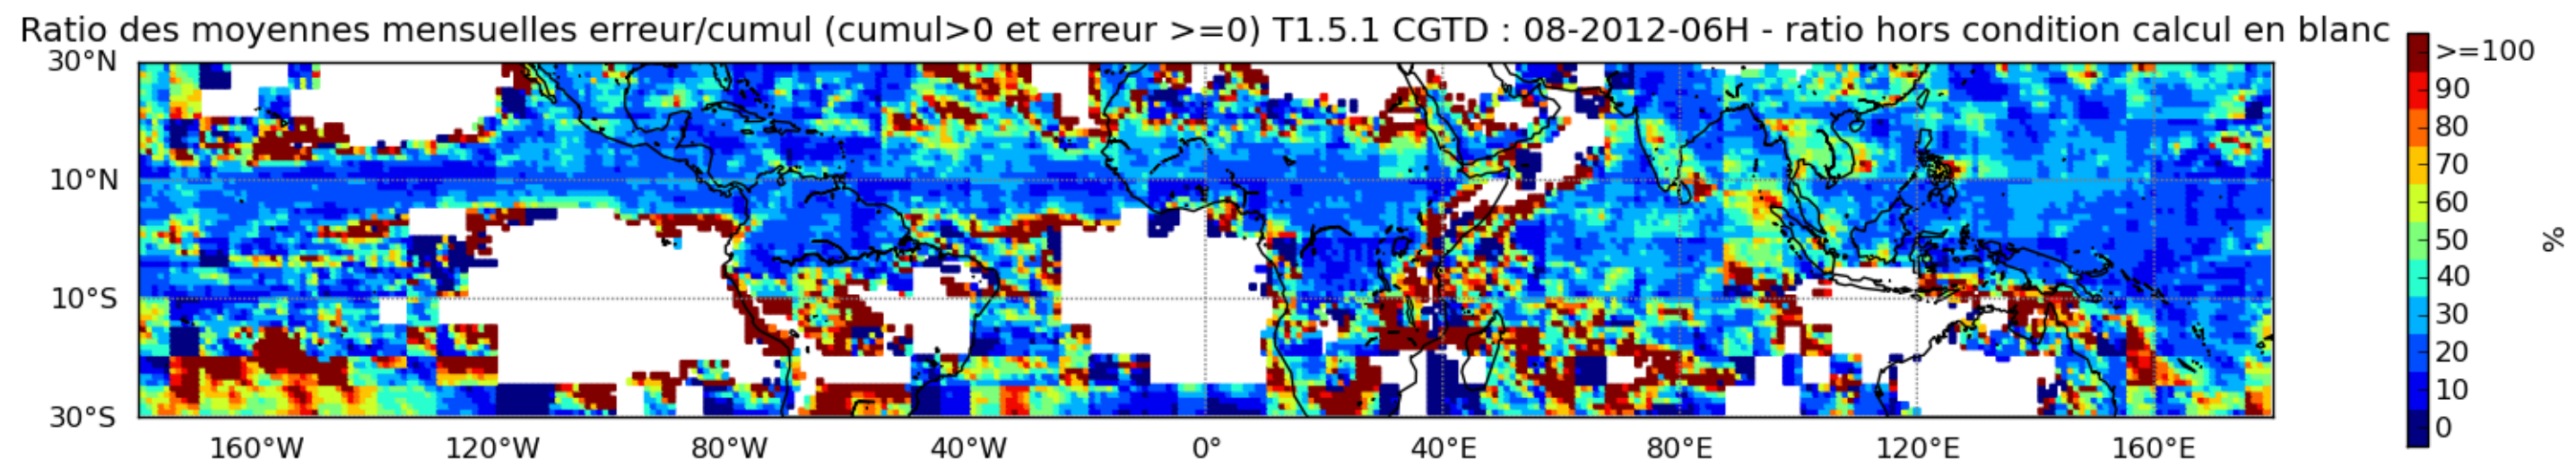 Ratio des moyennes mensuelles erreur/cumul (cumul>0 et erreur >=0) T1.5.1 CGTD : 08-2012-06H - ratio hors condition calcul en blanc
30°N
10°N
10°S
30°S
160°W 120°W 80°W 40°W 0° 40°E 80°E 120°E 160°E
>=100
90
80
70
60
50
40
30
20
10
0
%